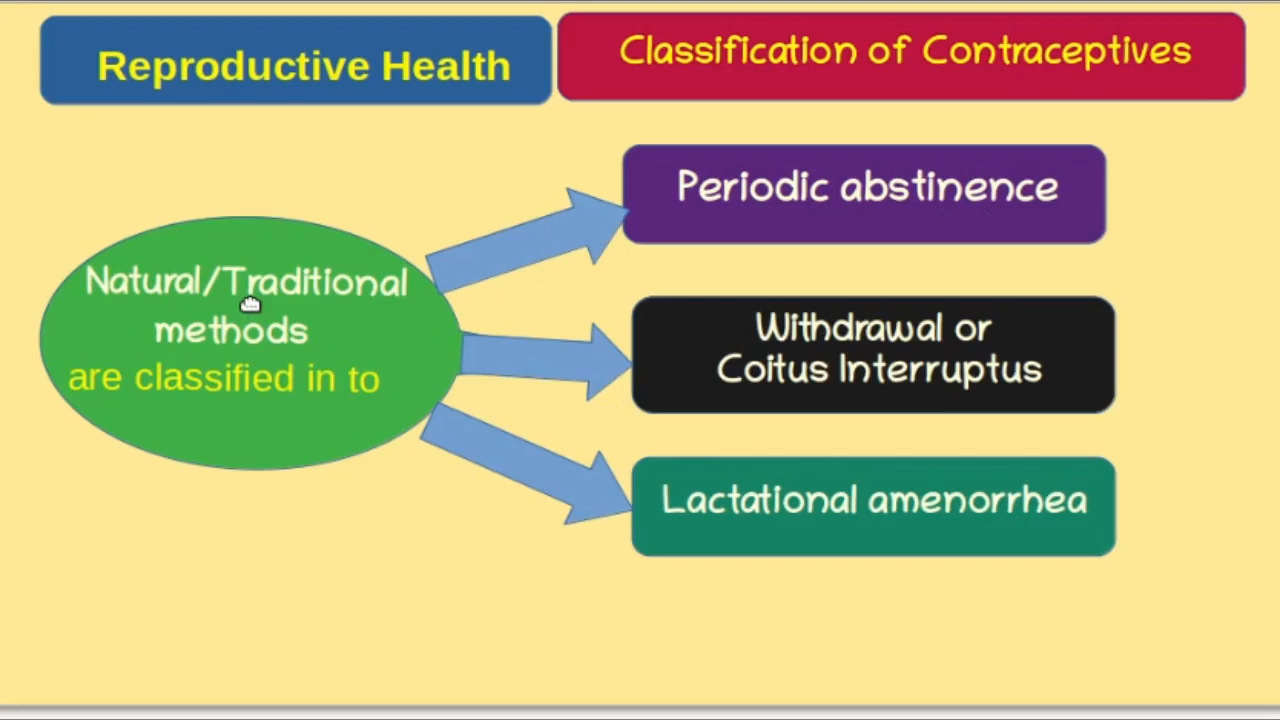 Reproductive Health
Classification of Contraceptives
Natural/Traditional
methods
are classified in to
Periodic abstinence
Withdrawal or
Coitus Interruptus
Lactational amenorrhea